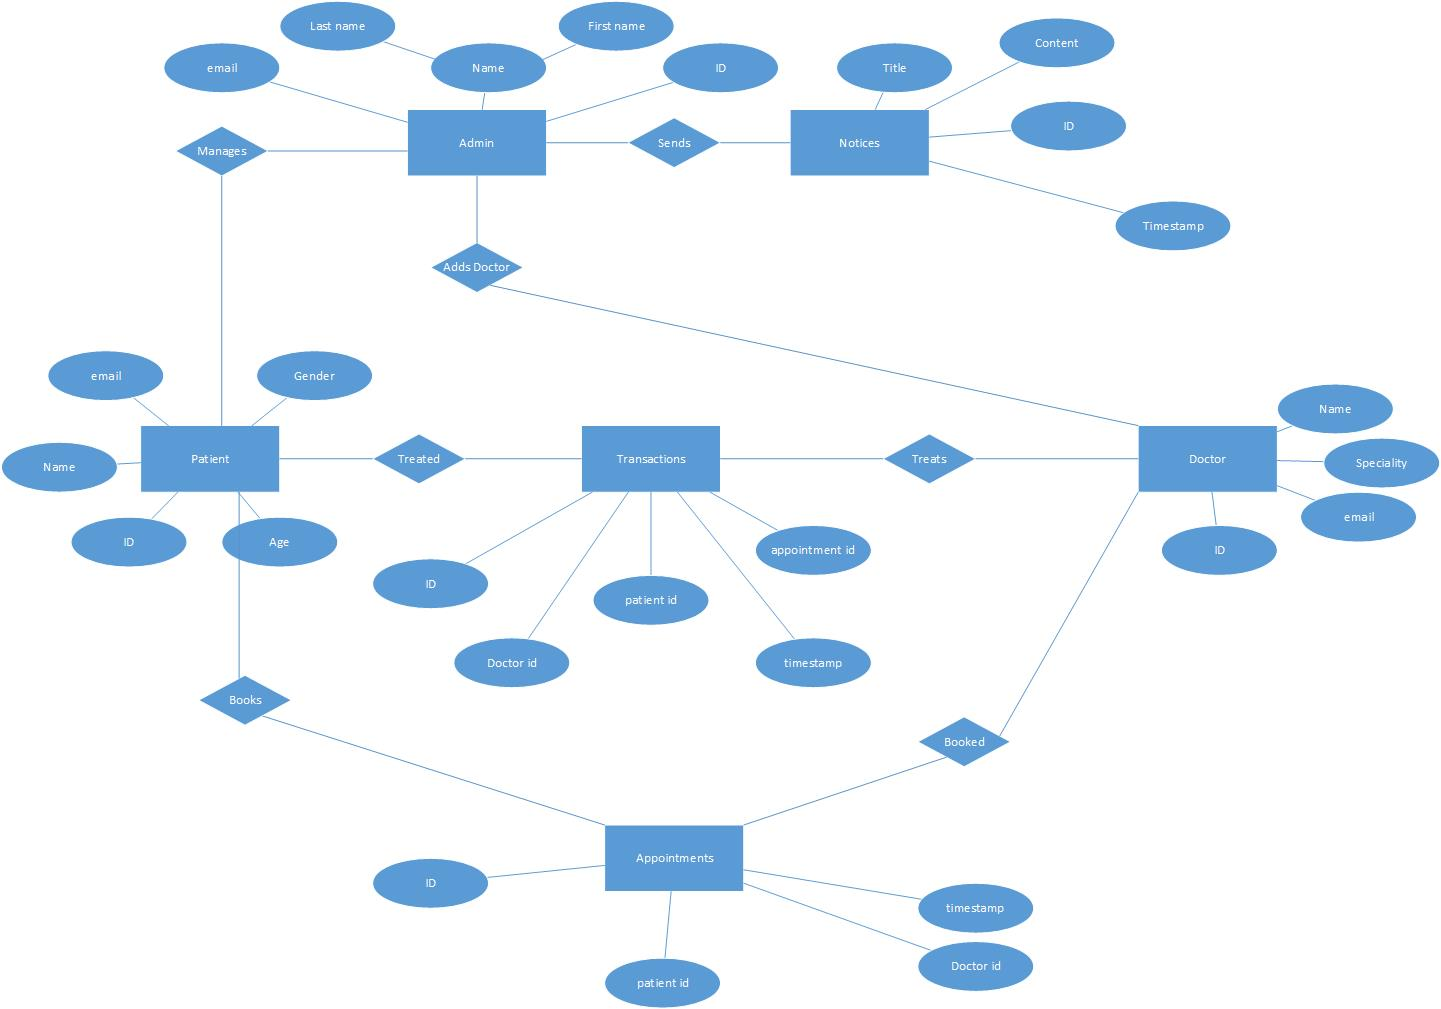 Last name
First name
Content
email
Name
ID
Title
ID
Manages
Admin
Sends
Notices
Timestamp
Adds Doctor
email
Gender
Name
Name
Patient
Treated
Transactions
Treats
Doctor
Speciality
email
ID
Age
ID
appointment id
ID
ID
patient id
Doctor id
timestamp
Books
Booked
Appointments
ID
timestamp
Doctor id
patient id